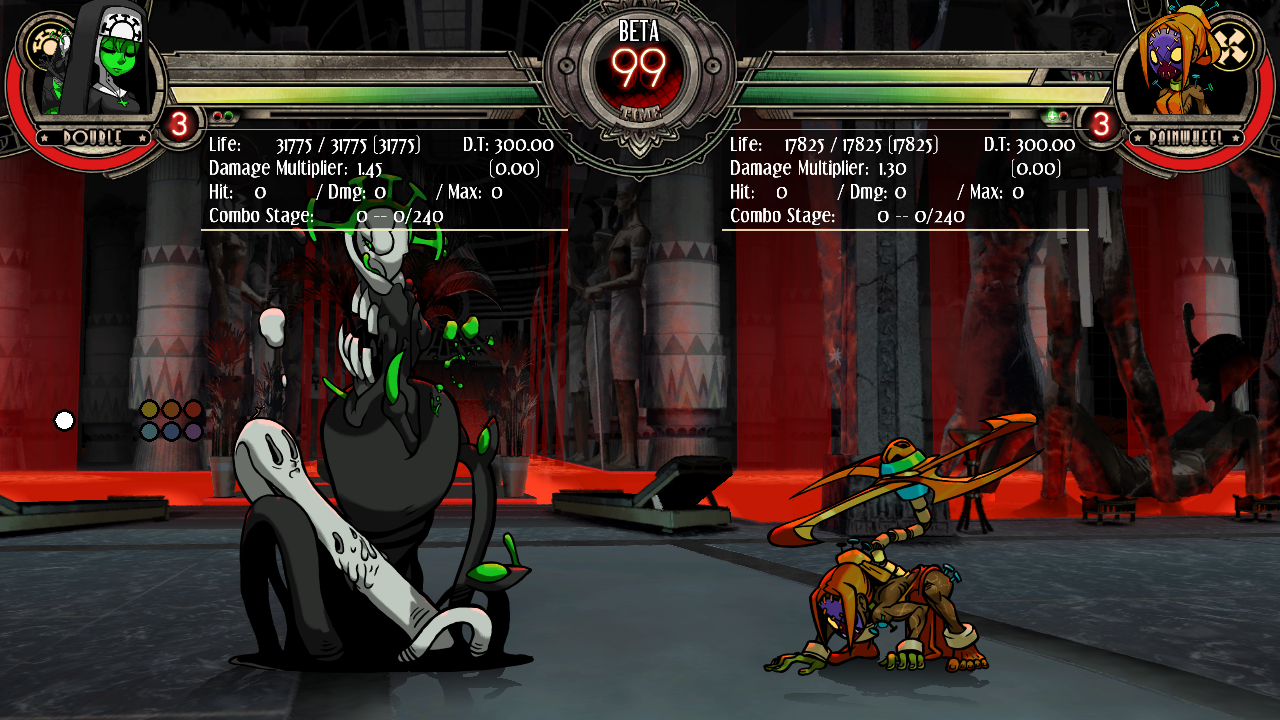 BETA
99
TIME
DOUBLE
3
3
PAINWHEEL
Life: 31775 / 31775 (31775) D.T: 300.00
Damage Multiplier: 1.45 (0.00)
Hit: 0 / Dmg: 0 / Max: 0
Combo Stage: 0 -- 0/240
Life: 17825 / 17825 (17825) D.T: 300.00
Damage Multiplier: 1.30 (0.00)
Hit: 0 / Dmg: 0 / Max: 0
Combo Stage: 0 -- 0/240